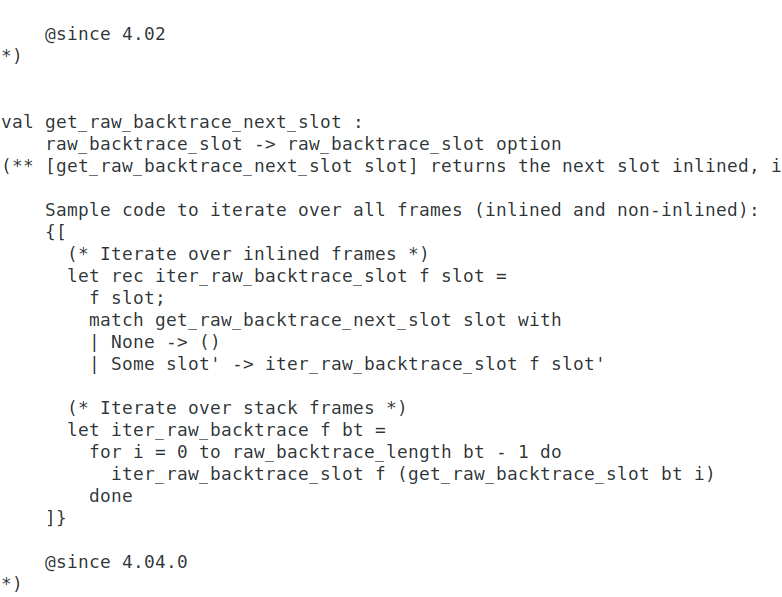 @since 4.02
*)
val get_raw_backtrace_next_slot :
    raw_backtrace_slot -> raw_backtrace_slot option
(** [get_raw_backtrace_next_slot slot] returns the next slot inlined,
    Sample code to iterate over all frames (inlined and non-inlined):
    {[
      (* Iterate over inlined frames *)
      let rec iter_raw_backtrace_slot f slot =
        f slot;
        match get_raw_backtrace_next_slot slot with
        | None -> ()
        | Some slot' -> iter_raw_backtrace_slot f slot'
      (* Iterate over stack frames *)
      let iter_raw_backtrace f bt =
        for i = 0 to raw_backtrace_length bt - 1 do
          iter_raw_backtrace_slot f (get_raw_backtrace_slot bt i)
        done
    ]}
    @since 4.04.0
*)